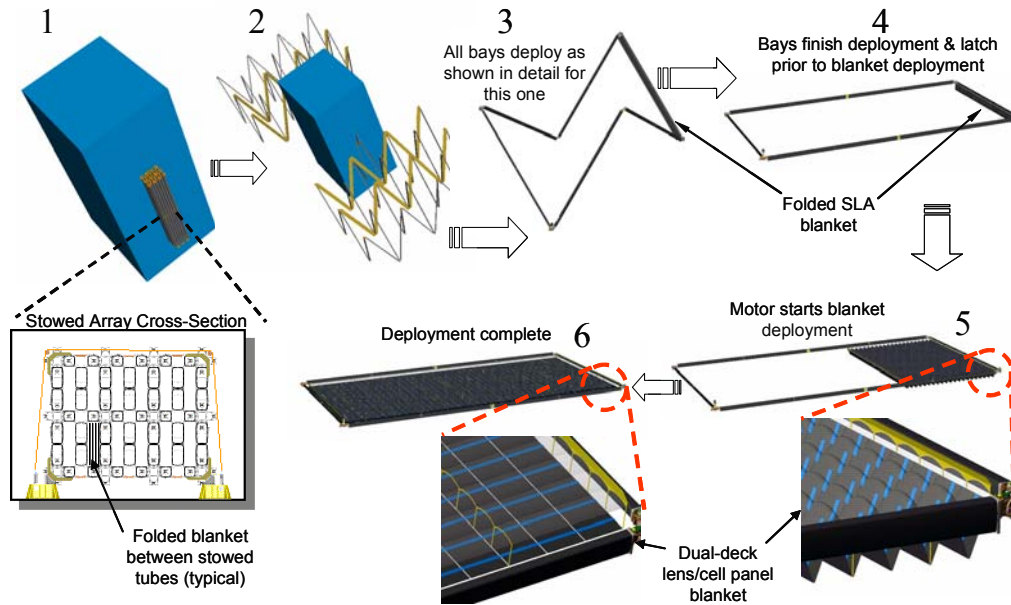 1
2
3
4
All bays deploy as
shown in detail for
this one
Bays finish deployment & latch
prior to blanket deployment
Folded SLA
blanket
Stowed Array Cross-Section
Folded blanket
between stowed
tubes (typical)
Deployment complete
6
Motor starts blanket
deployment
5
Dual-deck
lens/cell panel
blanket